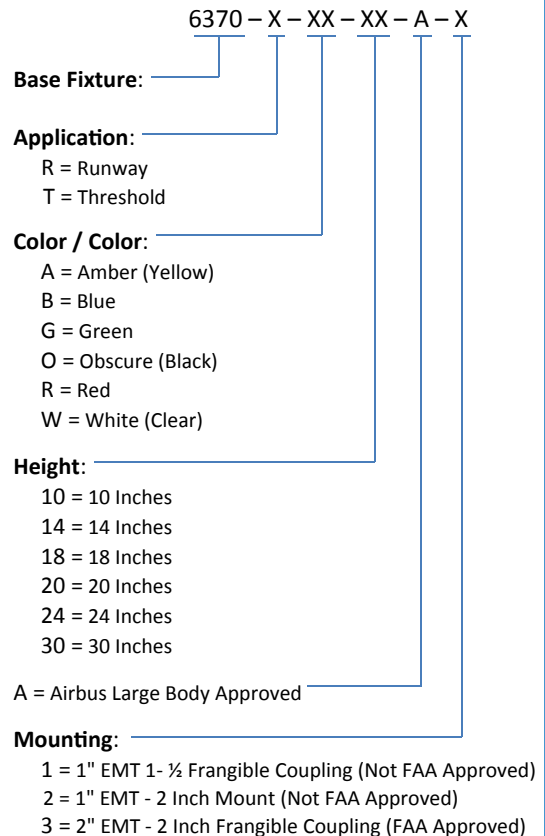 6370 – X – XX – XX – A – X
Base Fixture:
Application:
R = Runway
T = Threshold
Color / Color:
A = Amber (Yellow)
B = Blue
G = Green
O = Obscure (Black)
R = Red
W = White (Clear)
Height:
10 = 10 Inches
14 = 14 Inches
18 = 18 Inches
20 = 20 Inches
24 = 24 Inches
30 = 30 Inches
A = Airbus Large Body Approved
Mounting:
1 = 1" EMT 1- ½ Frangible Coupling (Not FAA Approved)
2 = 1" EMT - 2 Inch Mount (Not FAA Approved)
3 = 2" EMT - 2 Inch Frangible Coupling (FAA Approved)